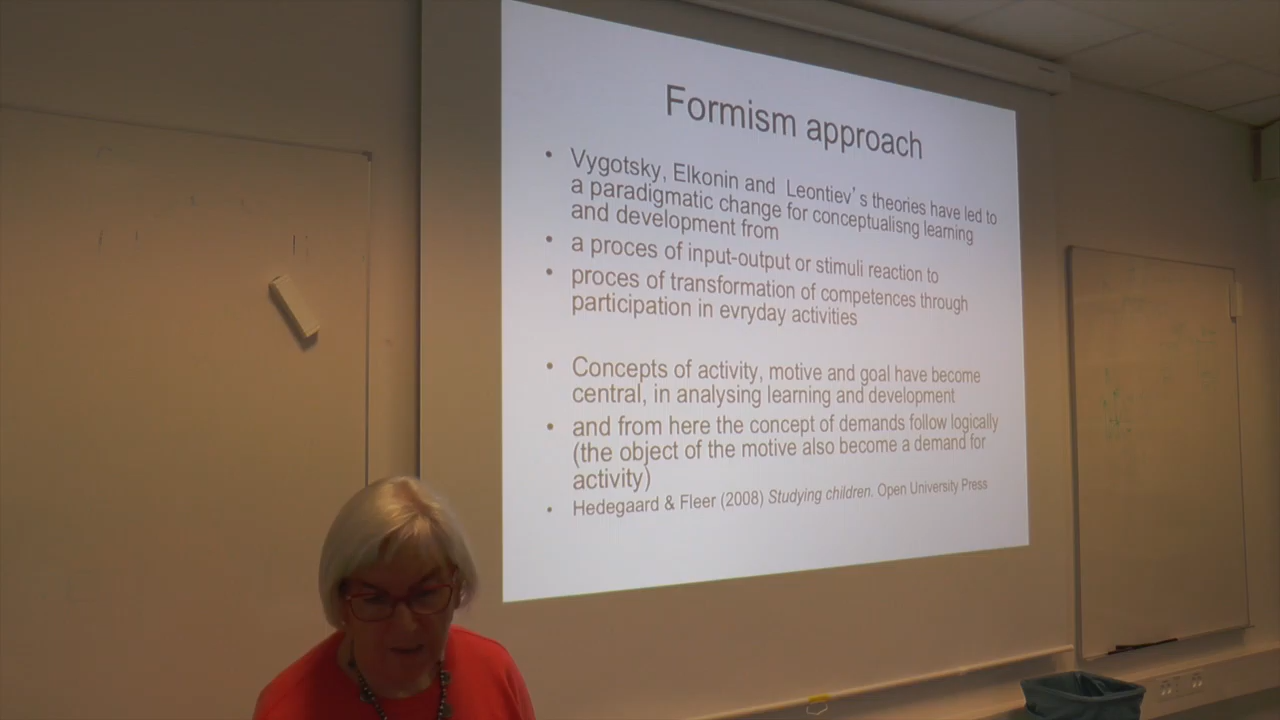 Formism approach
• Vygotsky, Elkonin and Leontiev's theories have led to
a paradigmatic change for conceptualisng learning
and development from
• a proces of input-output or stimuli reaction to
• proces of transformation of competences through
participation in evryday activities
• Concepts of activity, motive and goal have become
central, in analysing learning and development
• and from here the concept of demands follow logically
(the object of the motive also become a demand for
activity)
• Hedegaard & Fleer (2008) Studying children. Open University Press